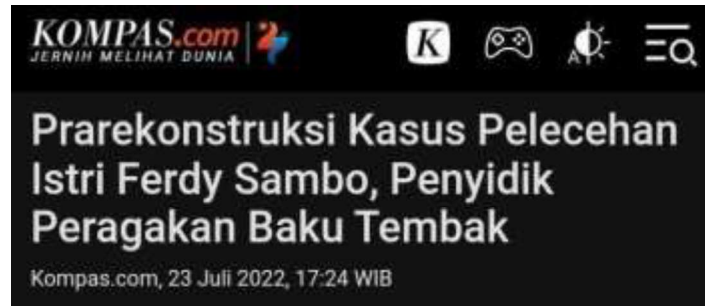 KOMPAS.com
JERNIH MELIHAT DUNIA
K
A
Prarekonstruksi Kasus Pelecehan
Istri Ferdy Sambo, Penyidik
Peragakan Baku Tembak
Kompas.com, 23 Juli 2022, 17:24 WIB